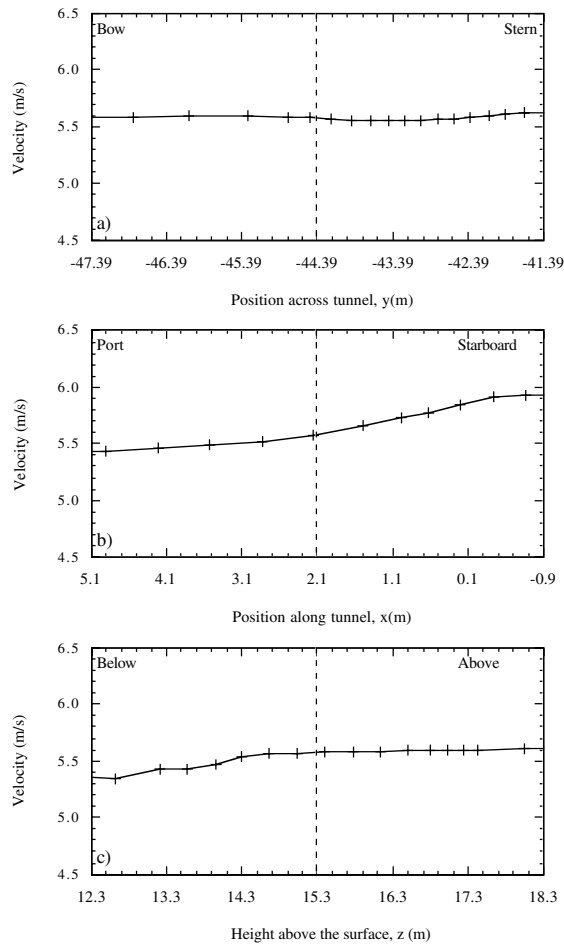 6.5
Bow Stern
6.0
Velocity (m/s)
5.5
5.0
4.5
a)
-47.39 -46.39 -45.39 -44.39 -43.39 -42.39 -41.39
Position across tunnel, y(m)
6.5
Port Starboard
6.0
Velocity (m/s)
5.5
5.0
4.5
b)
5.1 4.1 3.1 2.1 1.1 0.1 -0.9
Position along tunnel, x(m)
6.5
Below Above
6.0
Velocity (m/s)
5.5
5.0
4.5
c)
12.3 13.3 14.3 15.3 16.3 17.3 18.3
Height above the surface, z (m)